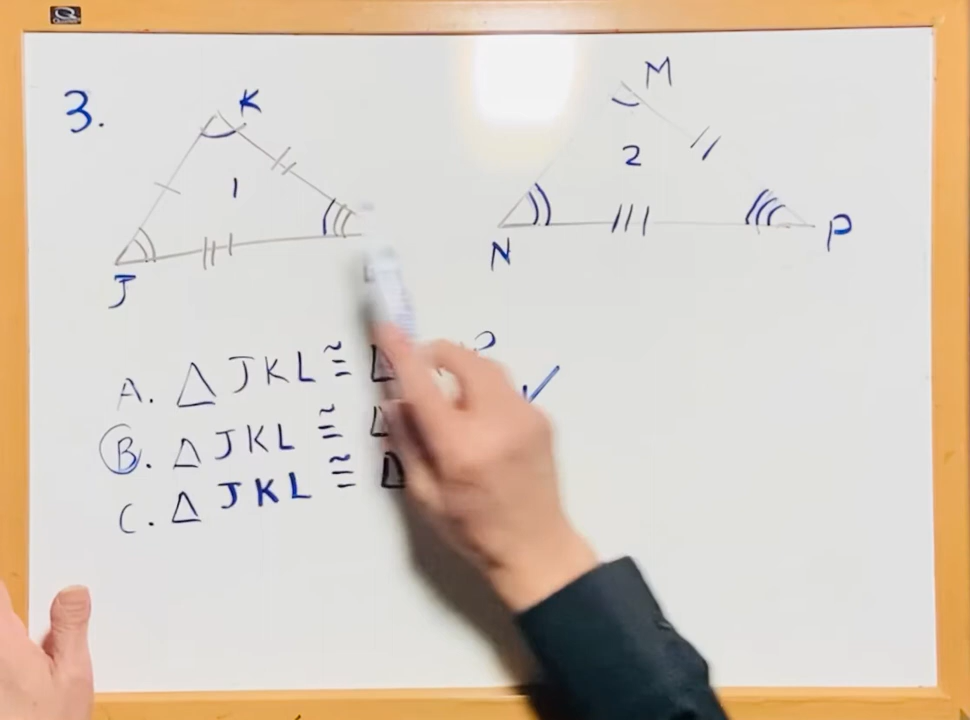 3.
K
M
1
2
J
N
P
A. △ JKL ≅ △
B. △ JKL ≅ △
C. △ JKL ≅ △